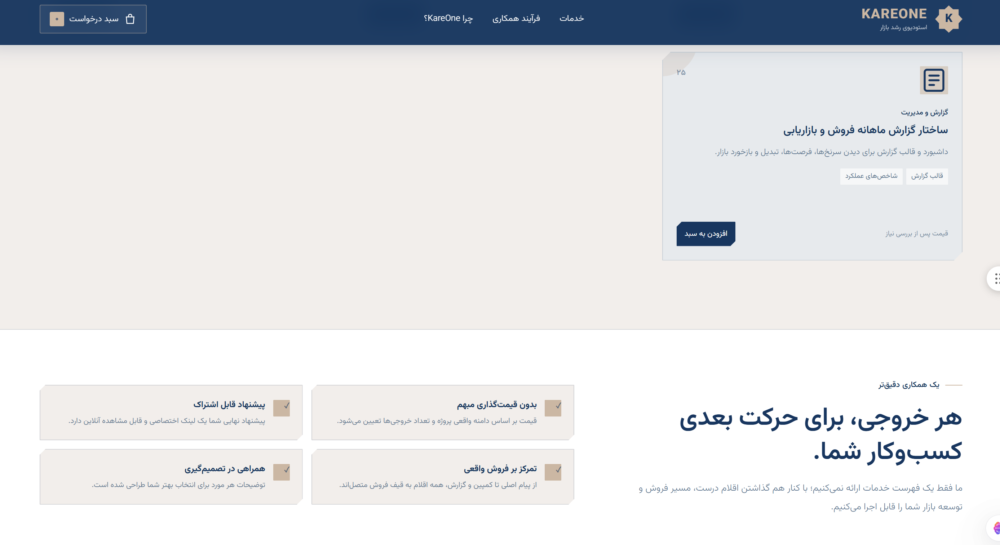 KAREONE
استودیوی رشد بازار
K
خدمات
فرآیند همکاری
چرا KareOne؟
سبد درخواست
۰
۲۵
گزارش و مدیریت
ساختار گزارش ماهانه فروش و بازاریابی
داشبورد و قالب گزارش برای دیدن سرنخ‌ها، فرصت‌ها، تبدیل و بازخورد بازار.
قالب گزارش
شاخص‌های عملکرد
قیمت پس از بررسی نیاز
افزودن به سبد
یک همکاری دقیق‌تر
هر خروجی، برای حرکت بعدی
کسب‌وکار شما.
ما فقط یک فهرست خدمات ارائه نمی‌کنیم؛ با کنار هم گذاشتن اقلام درست، مسیر فروش و
توسعه بازار شما را قابل اجرا می‌کنیم.
✓
بدون قیمت‌گذاری مبهم
قیمت بر اساس دامنه واقعی پروژه و تعداد خروجی‌ها تعیین می‌شود.
✓
پیشنهاد قابل اشتراک
پیشنهاد نهایی شما یک لینک اختصاصی و قابل مشاهده آنلاین دارد.
✓
تمرکز بر فروش واقعی
از پیام اصلی تا کمپین و گزارش، همه اقلام به قیف فروش متصل‌اند.
✓
همراهی در تصمیم‌گیری
توضیحات هر مورد برای انتخاب بهتر شما طراحی شده است.